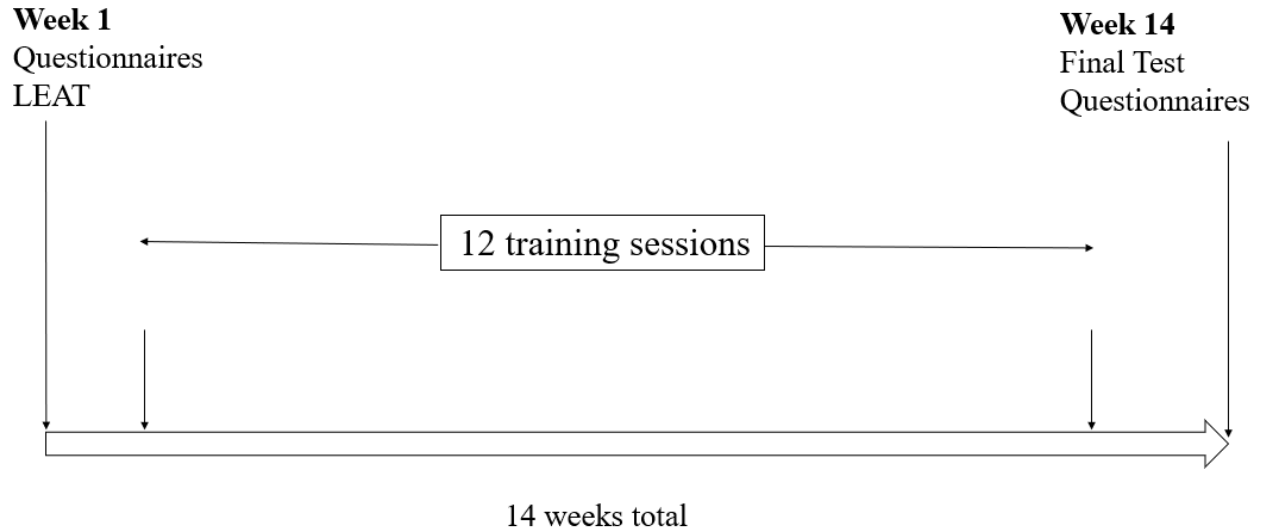 Week 1
Questionnaires
LEAT
Week 14
Final Test
Questionnaires
12 training sessions
14 weeks total